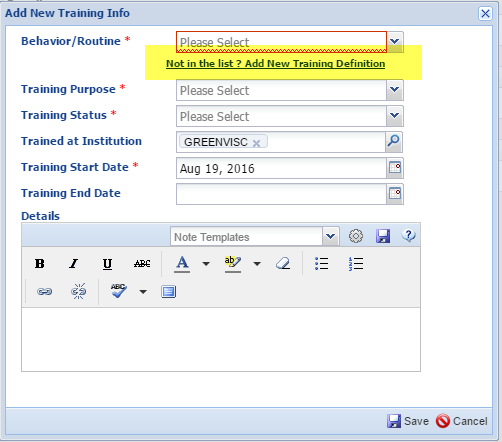 Add New Training Info
Behavior/Routine * Please Select
Not in the list ? Add New Training Definition
Training Purpose * Please Select
Training Status * Please Select
Trained at Institution GREENVISC
Training Start Date * Aug 19, 2016
Training End Date
Details
Note Templates
B I U ABC A ab
ABC
Save Cancel